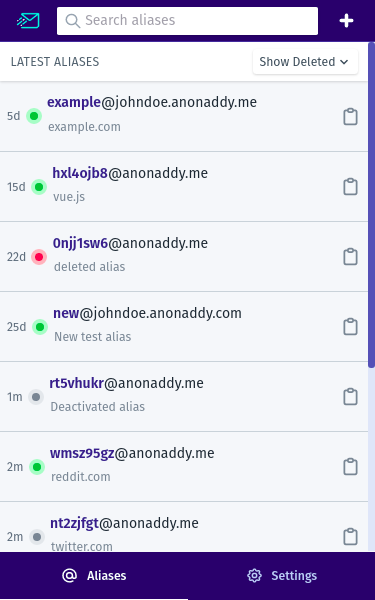 Search aliases
LATEST ALIASES
Show Deleted
5d
example@johndoe.anonaddy.me
example.com
15d
hxl4ojb8@anonaddy.me
vue.js
22d
0njj1sw6@anonaddy.me
deleted alias
25d
new@johndoe.anonaddy.com
New test alias
1m
rt5vhukr@anonaddy.me
Deactivated alias
2m
wmsz95gz@anonaddy.me
reddit.com
2m
nt2zjfgt@anonaddy.me
twitter.com
Aliases
Settings